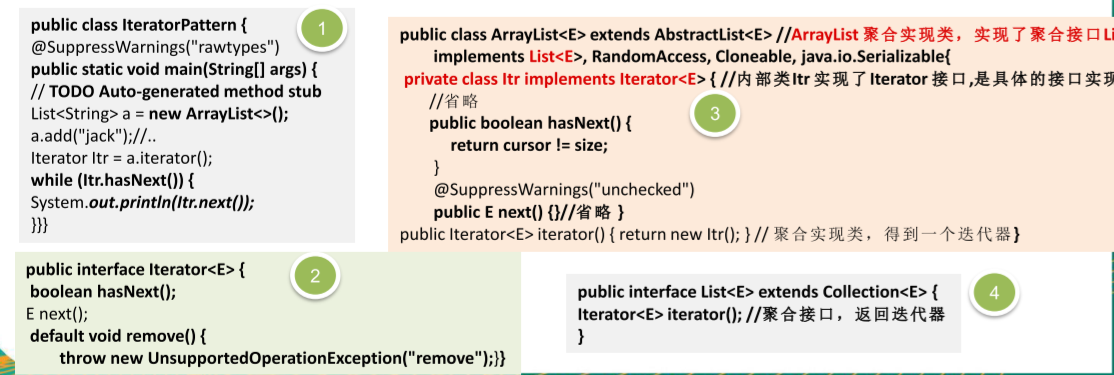 public class IteratorPattern {
@SuppressWarnings("rawtypes")
public static void main(String[] args) {
// TODO Auto-generated method stub
List<String> a = new ArrayList<>();
a.add("jack");//..
Iterator Itr = a.iterator();
while (Itr.hasNext()) {
System.out.println(Itr.next());
}}}
1
public interface Iterator<E> {
boolean hasNext();
E next();
default void remove() {
throw new UnsupportedOperationException("remove");}}
2
public class ArrayList<E> extends AbstractList<E> //ArrayList 聚合实现类，实现了聚合接口Li
implements List<E>, RandomAccess, Cloneable, java.io.Serializable{
private class Itr implements Iterator<E> { //内部类Itr 实现了Iterator 接口,是具体的接口实现
//省略
public boolean hasNext() {
return cursor != size;
}
@SuppressWarnings("unchecked")
public E next() {}//省略 }
public Iterator<E> iterator() { return new Itr(); } // 聚合实现类，得到一个迭代器}
3
public interface List<E> extends Collection<E> {
Iterator<E> iterator(); //聚合接口，返回迭代器
}
4